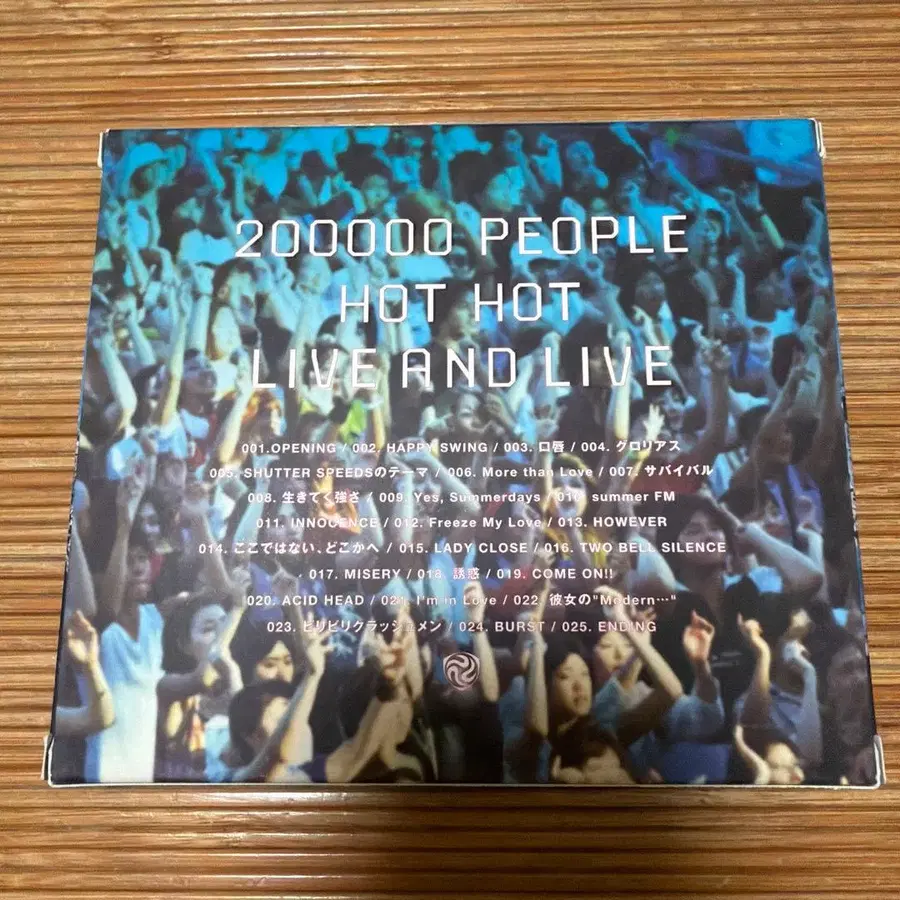 200000 PEOPLE
HOT HOT
LIVE AND LIVE
001.OPENING / 002. HAPPY SWING / 003. 口唇 / 004. グロリアス
005. SHUTTER SPEEDSのテーマ / 006. More than Love / 007. サバイバル
008. 生きてく強さ / 009. Yes, Summerdays / 010. summer FM
011. INNOCENCE / 012. Freeze My Love / 013. HOWEVER
014. ここではない、どこかへ / 015. LADY CLOSE / 016. TWO BELL SILENCE
017. MISERY / 018. 誘惑 / 019. COME ON!!
020. ACID HEAD / 021. I'm in Love / 022. 彼女の"Modern…"
023. ビリビリクラッシュメン / 024. BURST / 025. ENDING